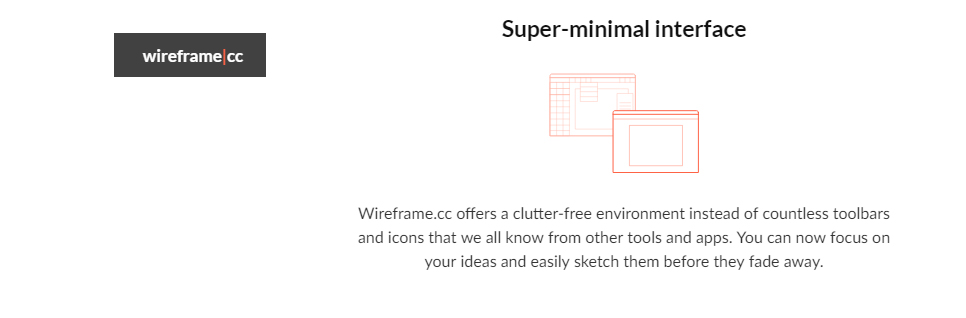 Super-minimal interface
wireframe|cc
Wireframe.cc offers a clutter-free environment instead of countless toolbars
and icons that we all know from other tools and apps. You can now focus on
your ideas and easily sketch them before they fade away.